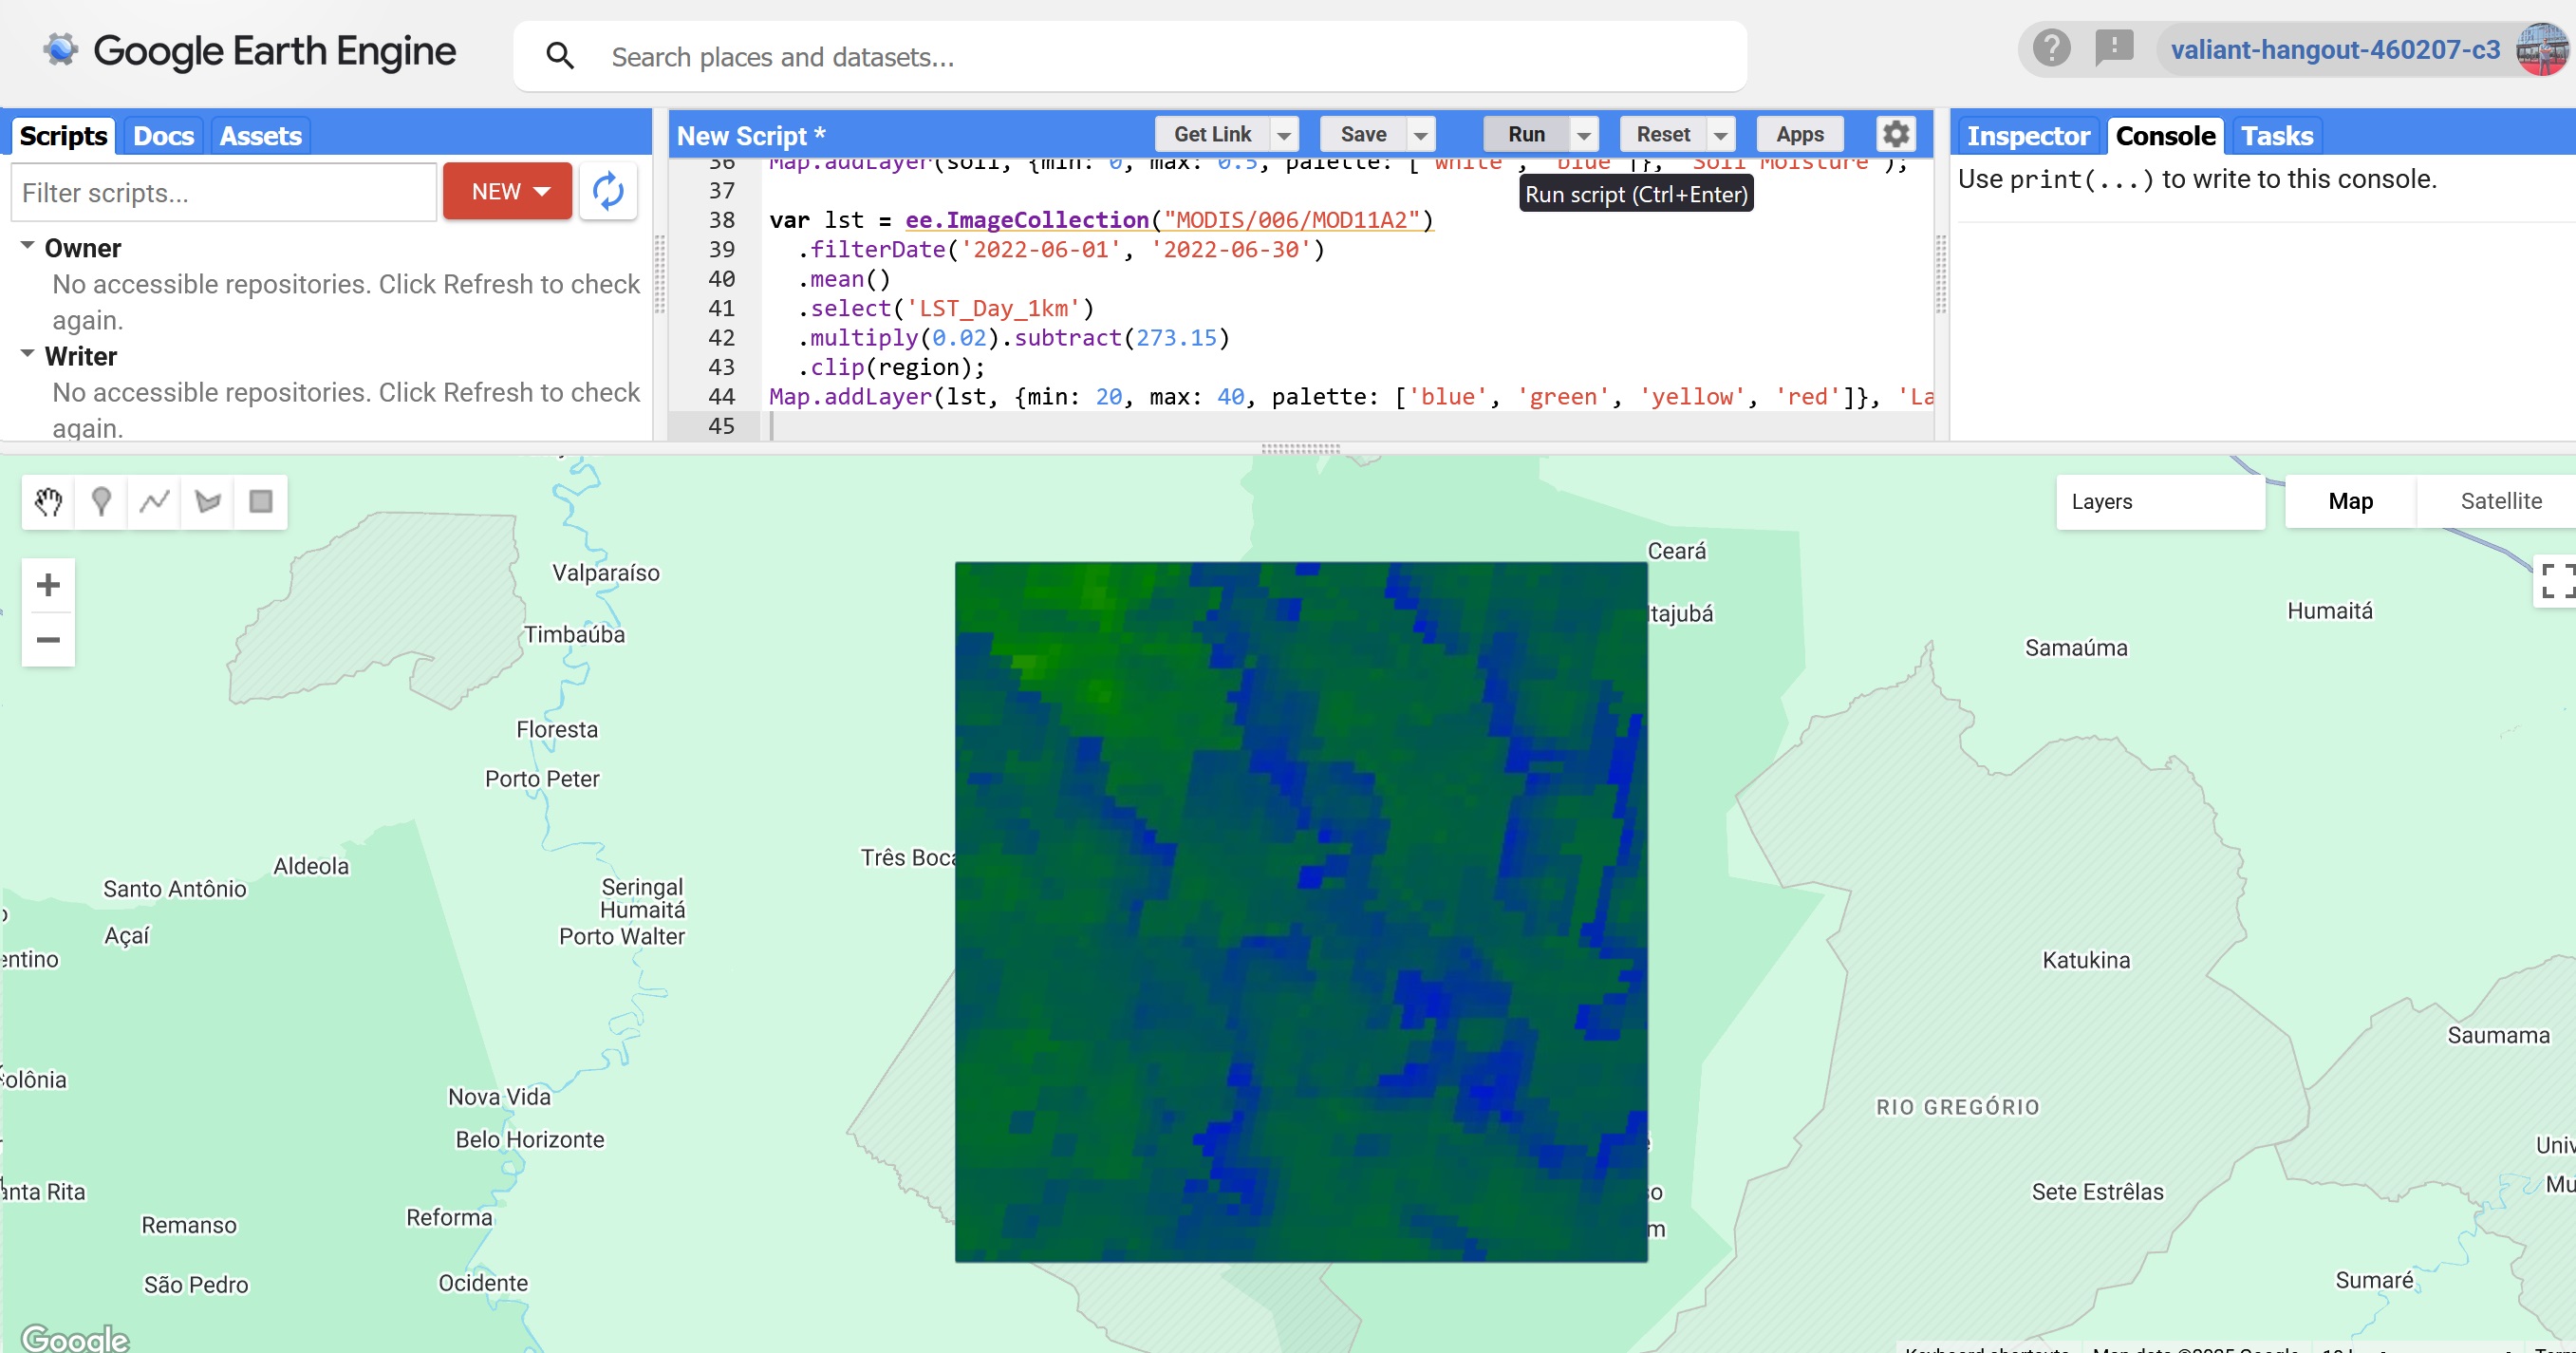 Google Earth Engine
Search places and datasets...
valiant-hangout-460207-c3
Scripts Docs Assets
New Script *
Get Link Save Run Reset Apps
Inspector Console Tasks
Filter scripts...
NEW
Owner
No accessible repositories. Click Refresh to check
again.
Writer
No accessible repositories. Click Refresh to check
again.
36 Map.addLayer(soil, {min: 0, max: 0.5, palette: ['white', 'blue']}, 'Soil Moisture');
37
38 var lst = ee.ImageCollection("MODIS/006/MOD11A2")
39 .filterDate('2022-06-01', '2022-06-30')
40 .mean()
41 .select('LST_Day_1km')
42 .multiply(0.02).subtract(273.15)
43 .clip(region);
44 Map.addLayer(lst, {min: 20, max: 40, palette: ['blue', 'green', 'yellow', 'red']}, 'La
45
Run script (Ctrl+Enter)
Use print(...) to write to this console.
Layers
Map
Satellite
Ceará
Valparaíso
Itajubá
Humaitá
Timbaúba
Samaúma
Floresta
Porto Peter
Três Boca
Aldeola
Santo Antônio
Seringal
Humaitá
Açaí
Porto Walter
entino
Katukina
Saumama
olônia
Nova Vida
RIO GREGÓRIO
Belo Horizonte
Univ
Mu
anta Rita
so
Sete Estrêlas
Remanso
Reforma
m
São Pedro
Ocidente
Sumaré
Google